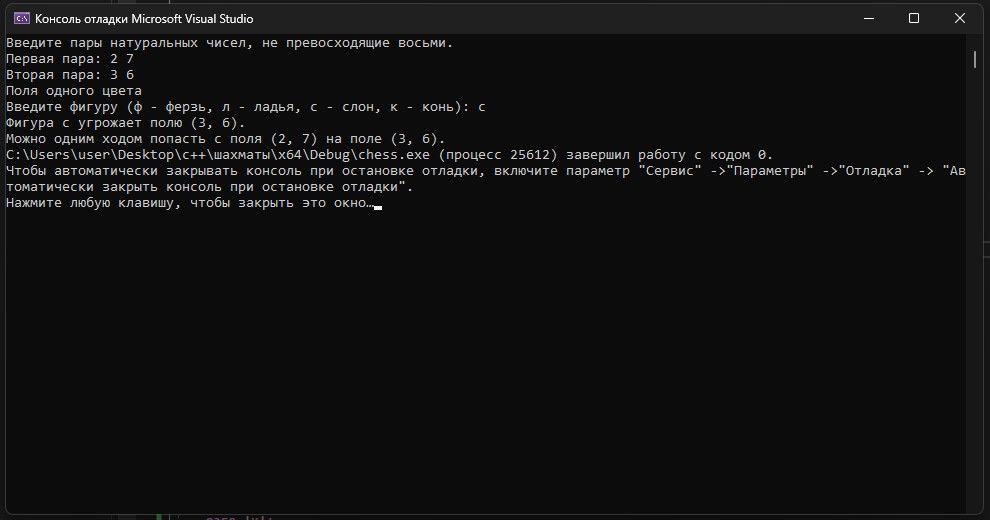 Консоль отладки Microsoft Visual Studio
Введите пары натуральных чисел, не превосходящие восьми.
Первая пара: 2 7
Вторая пара: 3 6
Поля одного цвета
Введите фигуру (ф - ферзь, л - ладья, с - слон, к - конь): с
Фигура с угрожает полю (3, 6).
Можно одним ходом попасть с поля (2, 7) на поле (3, 6).
C:\Users\user\Desktop\c++\шахматы\x64\Debug\chess.exe (процесс 25612) завершил работу с кодом 0.
Чтобы автоматически закрывать консоль при остановке отладки, включите параметр "Сервис" ->"Параметры" ->"Отладка" -> "Ав
томатически закрыть консоль при остановке отладки".
Нажмите любую клавишу, чтобы закрыть это окно…